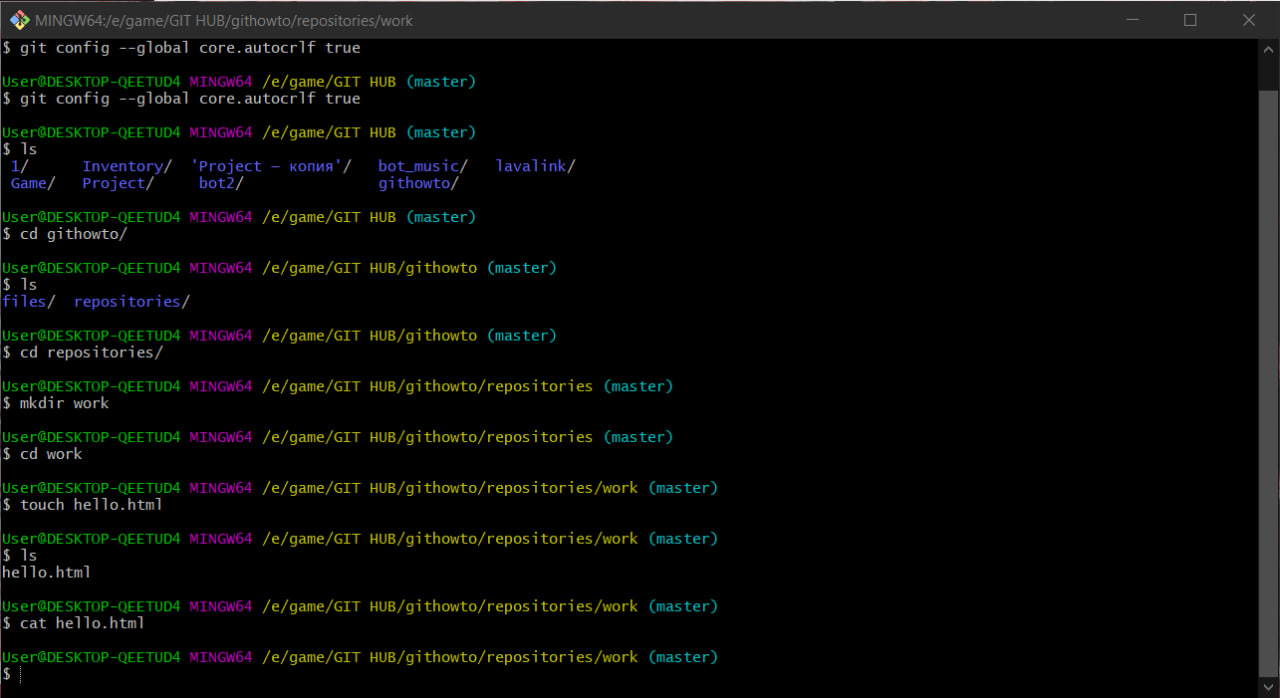 MINGW64:/e/game/GIT HUB/githowto/repositories/work
$ git config --global core.autocrlf true
User@DESKTOP-QEETUD4 MINGW64 /e/game/GIT HUB (master)
$ git config --global core.autocrlf true
User@DESKTOP-QEETUD4 MINGW64 /e/game/GIT HUB (master)
$ ls
1/ Inventory/ 'Project — копия'/ bot_music/ lavalink/
Game/ Project/ bot2/ githowto/
User@DESKTOP-QEETUD4 MINGW64 /e/game/GIT HUB (master)
$ cd githowto/
User@DESKTOP-QEETUD4 MINGW64 /e/game/GIT HUB/githowto (master)
$ ls
files/ repositories/
User@DESKTOP-QEETUD4 MINGW64 /e/game/GIT HUB/githowto (master)
$ cd repositories/
User@DESKTOP-QEETUD4 MINGW64 /e/game/GIT HUB/githowto/repositories (master)
$ mkdir work
User@DESKTOP-QEETUD4 MINGW64 /e/game/GIT HUB/githowto/repositories (master)
$ cd work
User@DESKTOP-QEETUD4 MINGW64 /e/game/GIT HUB/githowto/repositories/work (master)
$ touch hello.html
User@DESKTOP-QEETUD4 MINGW64 /e/game/GIT HUB/githowto/repositories/work (master)
$ ls
hello.html
User@DESKTOP-QEETUD4 MINGW64 /e/game/GIT HUB/githowto/repositories/work (master)
$ cat hello.html
User@DESKTOP-QEETUD4 MINGW64 /e/game/GIT HUB/githowto/repositories/work (master)
$